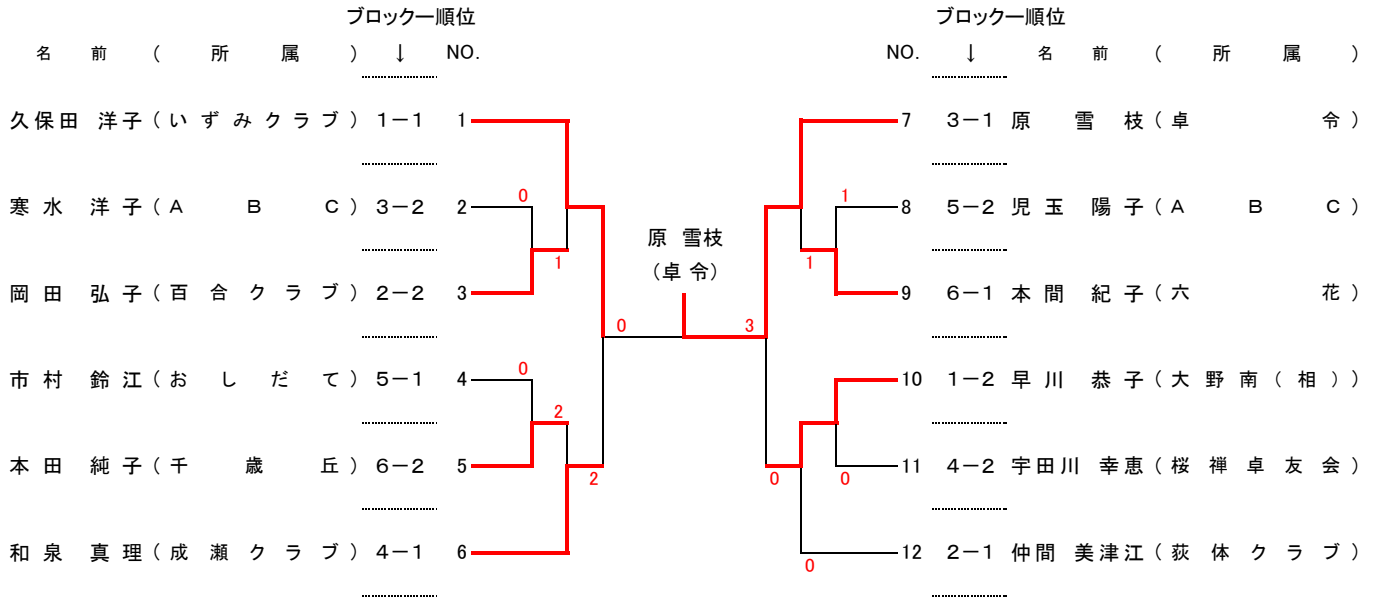 ブロックー順位 ブロックー順位
名 前 ( 所 属 ) ↓ NO. NO. ↓ 名 前 ( 所 属 )
久保田 洋子 ( いずみクラブ ) 1-1 1 7 3-1 原 雪 枝 ( 卓 令 )
0 1
寒 水 洋 子 ( A B C ) 3-2 2 8 5-2 児 玉 陽 子 ( A B C )
原 雪枝
1 1
(卓 令)
岡 田 弘 子 ( 百 合 ク ラ ブ ) 2-2 3 9 6-1 本 間 紀 子 ( 六 花 )
0 3
0
市 村 鈴 江 ( お し だ て ) 5-1 4 10 1-2 早 川 恭 子 ( 大 野 南 ( 相 ) )
2
本 田 純 子 ( 千 歳 丘 ) 6-2 5 11 4-2 宇田川 幸恵 ( 桜 禅 卓 友 会 )
2 0 0
和 泉 真 理 ( 成 瀬 ク ラ ブ ) 4-1 6 12 2-1 仲間 美津江 ( 荻 体 ク ラ ブ )
0